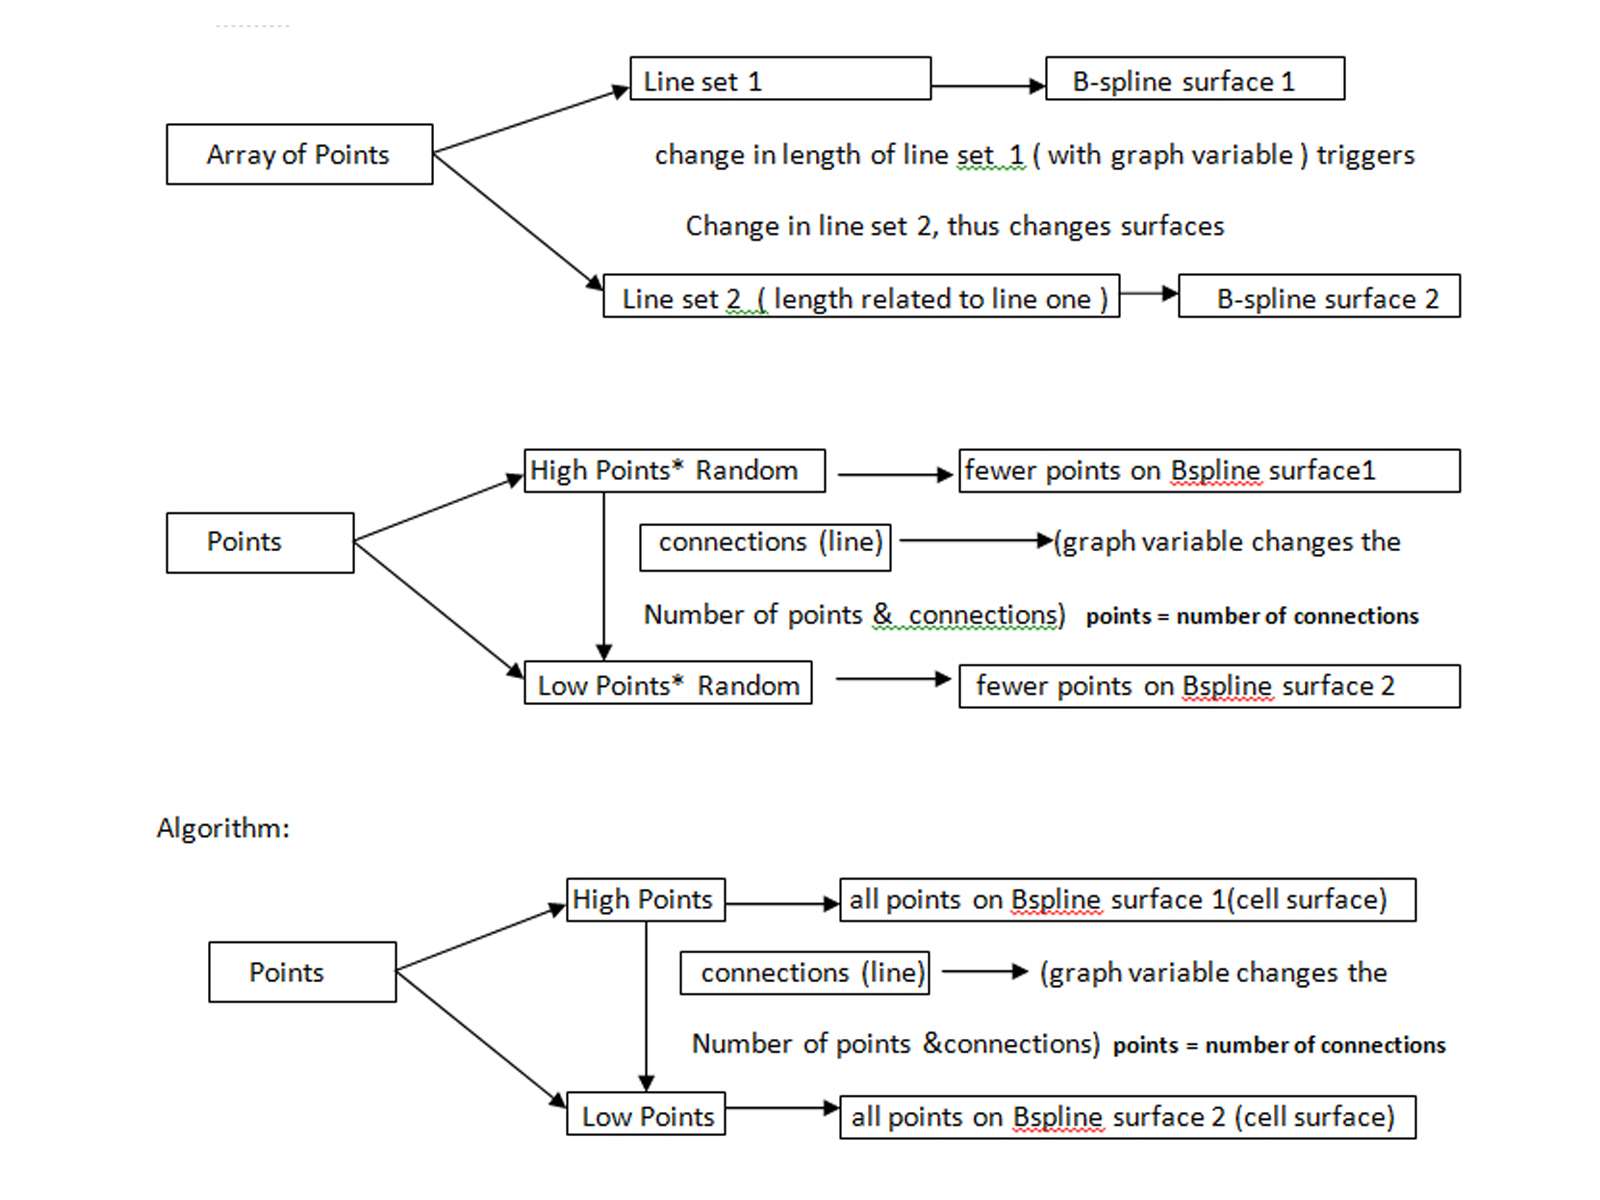 Line set 1
B-spline surface 1
Array of Points
change in length of line set  1 ( with graph variable ) triggers
Change in line set 2, thus changes surfaces
Line set 2  ( length related to line one )
B-spline surface 2
High Points*  Random
fewer points on Bspline surface1
Points
connections (line)
(graph variable changes the
Number of points &  connections)  points = number of connections
Low Points*  Random
fewer points on Bspline surface 2
Algorithm:
High Points
all points on Bspline surface 1(cell surface)
Points
connections (line)
(graph variable changes the
Number of points &connections)  points = number of connections
Low Points
all points on Bspline surface 2 (cell surface)